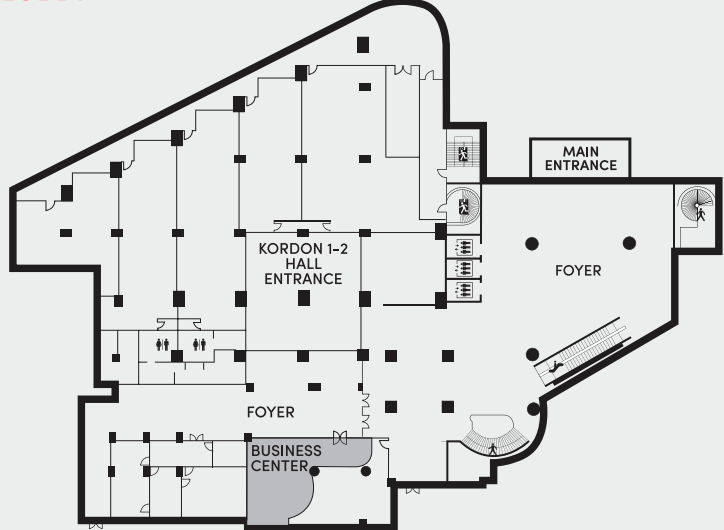 MAIN
ENTRANCE
KORDON 1-2
HALL
ENTRANCE
FOYER
FOYER
BUSINESS
CENTER